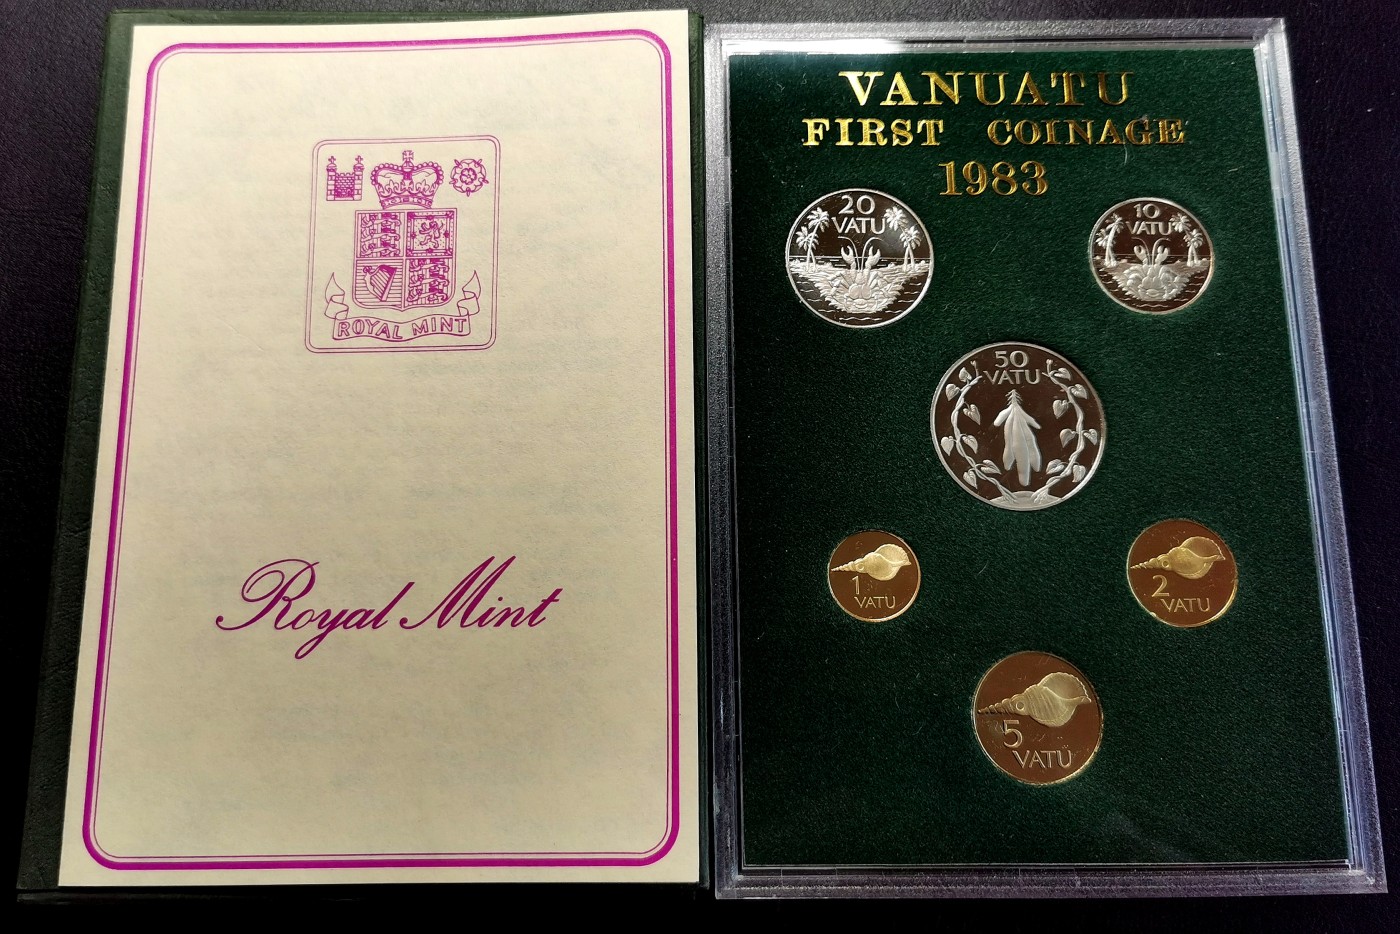 ROYAL MINT
Royal Mint
VANUATU
FIRST COINAGE
1983
20
VATU
10
VATU
50
VATU
1
VATU
2
VATU
5
VATU